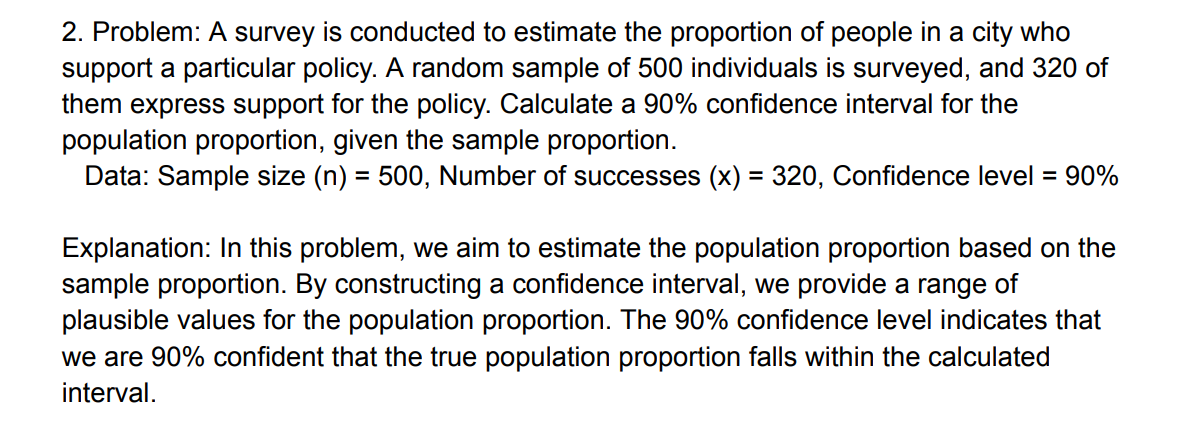 2. Problem: A survey is conducted to estimate the proportion of people in a city who
support a particular policy. A random sample of 500 individuals is surveyed, and 320 of
them express support for the policy. Calculate a 90% confidence interval for the
population proportion, given the sample proportion.
Data: Sample size (n) = 500, Number of successes (x) = 320, Confidence level = 90%
Explanation: In this problem, we aim to estimate the population proportion based on the
sample proportion. By constructing a confidence interval, we provide a range of
plausible values for the population proportion. The 90% confidence level indicates that
we are 90% confident that the true population proportion falls within the calculated
interval.